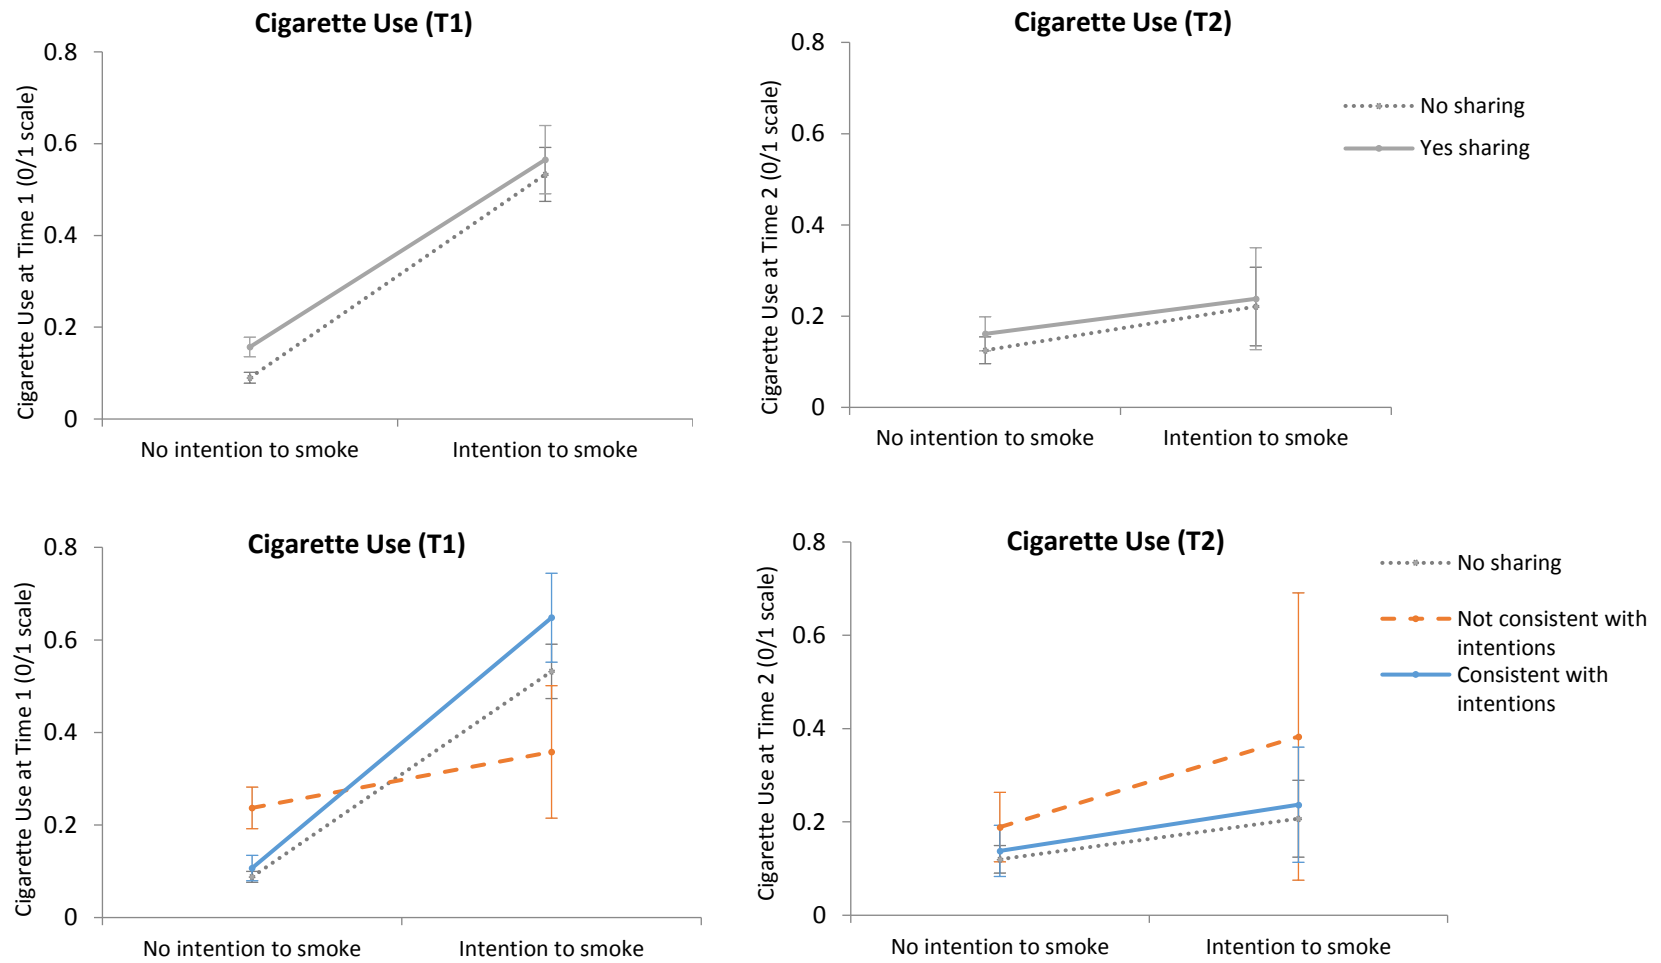 Cigarette Use (T1)
Cigarette Use at Time 1 (0/1 scale)
0.8
0.6
0.4
0.2
0
No intention to smoke
Intention to smoke
Cigarette Use (T2)
Cigarette Use at Time 2 (0/1 scale)
0.8
0.6
0.4
0.2
0
No intention to smoke
Intention to smoke
No sharing
Yes sharing
Cigarette Use (T1)
Cigarette Use at Time 1 (0/1 scale)
0.8
0.6
0.4
0.2
0
No intention to smoke
Intention to smoke
Cigarette Use (T2)
Cigarette Use at Time 2 (0/1 scale)
0.8
0.6
0.4
0.2
0
No intention to smoke
Intention to smoke
No sharing
Not consistent with
intentions
Consistent with
intentions